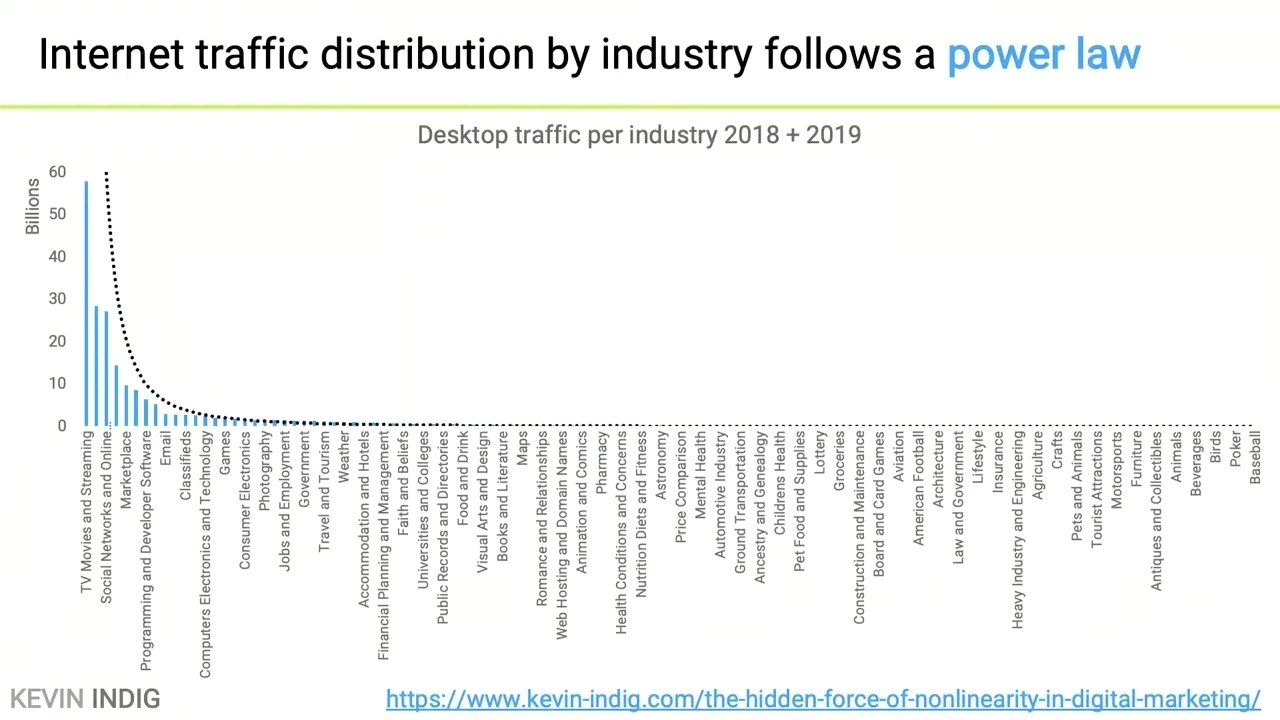 Internet traffic distribution by industry follows a power law
Desktop traffic per industry 2018 + 2019
Billions
60
50
40
30
20
10
0
TV Movies and Streaming
Social Networks and Online...
Marketplace
Programming and Developer Software
Email
Classifieds
Computers Electronics and Technology
Games
Consumer Electronics
Photography
Jobs and Employment
Government
Travel and Tourism
Weather
Accommodation and Hotels
Financial Planning and Management
Faith and Beliefs
Universities and Colleges
Public Records and Directories
Food and Drink
Visual Arts and Design
Books and Literature
Maps
Romance and Relationships
Web Hosting and Domain Names
Animation and Comics
Pharmacy
Health Conditions and Concerns
Nutrition Diets and Fitness
Astronomy
Price Comparison
Mental Health
Automotive Industry
Ground Transportation
Ancestry and Genealogy
Childrens Health
Pet Food and Supplies
Lottery
Groceries
Construction and Maintenance
Board and Card Games
Aviation
American Football
Architecture
Law and Government
Lifestyle
Insurance
Heavy Industry and Engineering
Agriculture
Crafts
Pets and Animals
Tourist Attractions
Motorsports
Furniture
Antiques and Collectibles
Animals
Beverages
Birds
Poker
Baseball
KEVIN INDIG
https://www.kevin-indig.com/the-hidden-force-of-nonlinearity-in-digital-marketing/